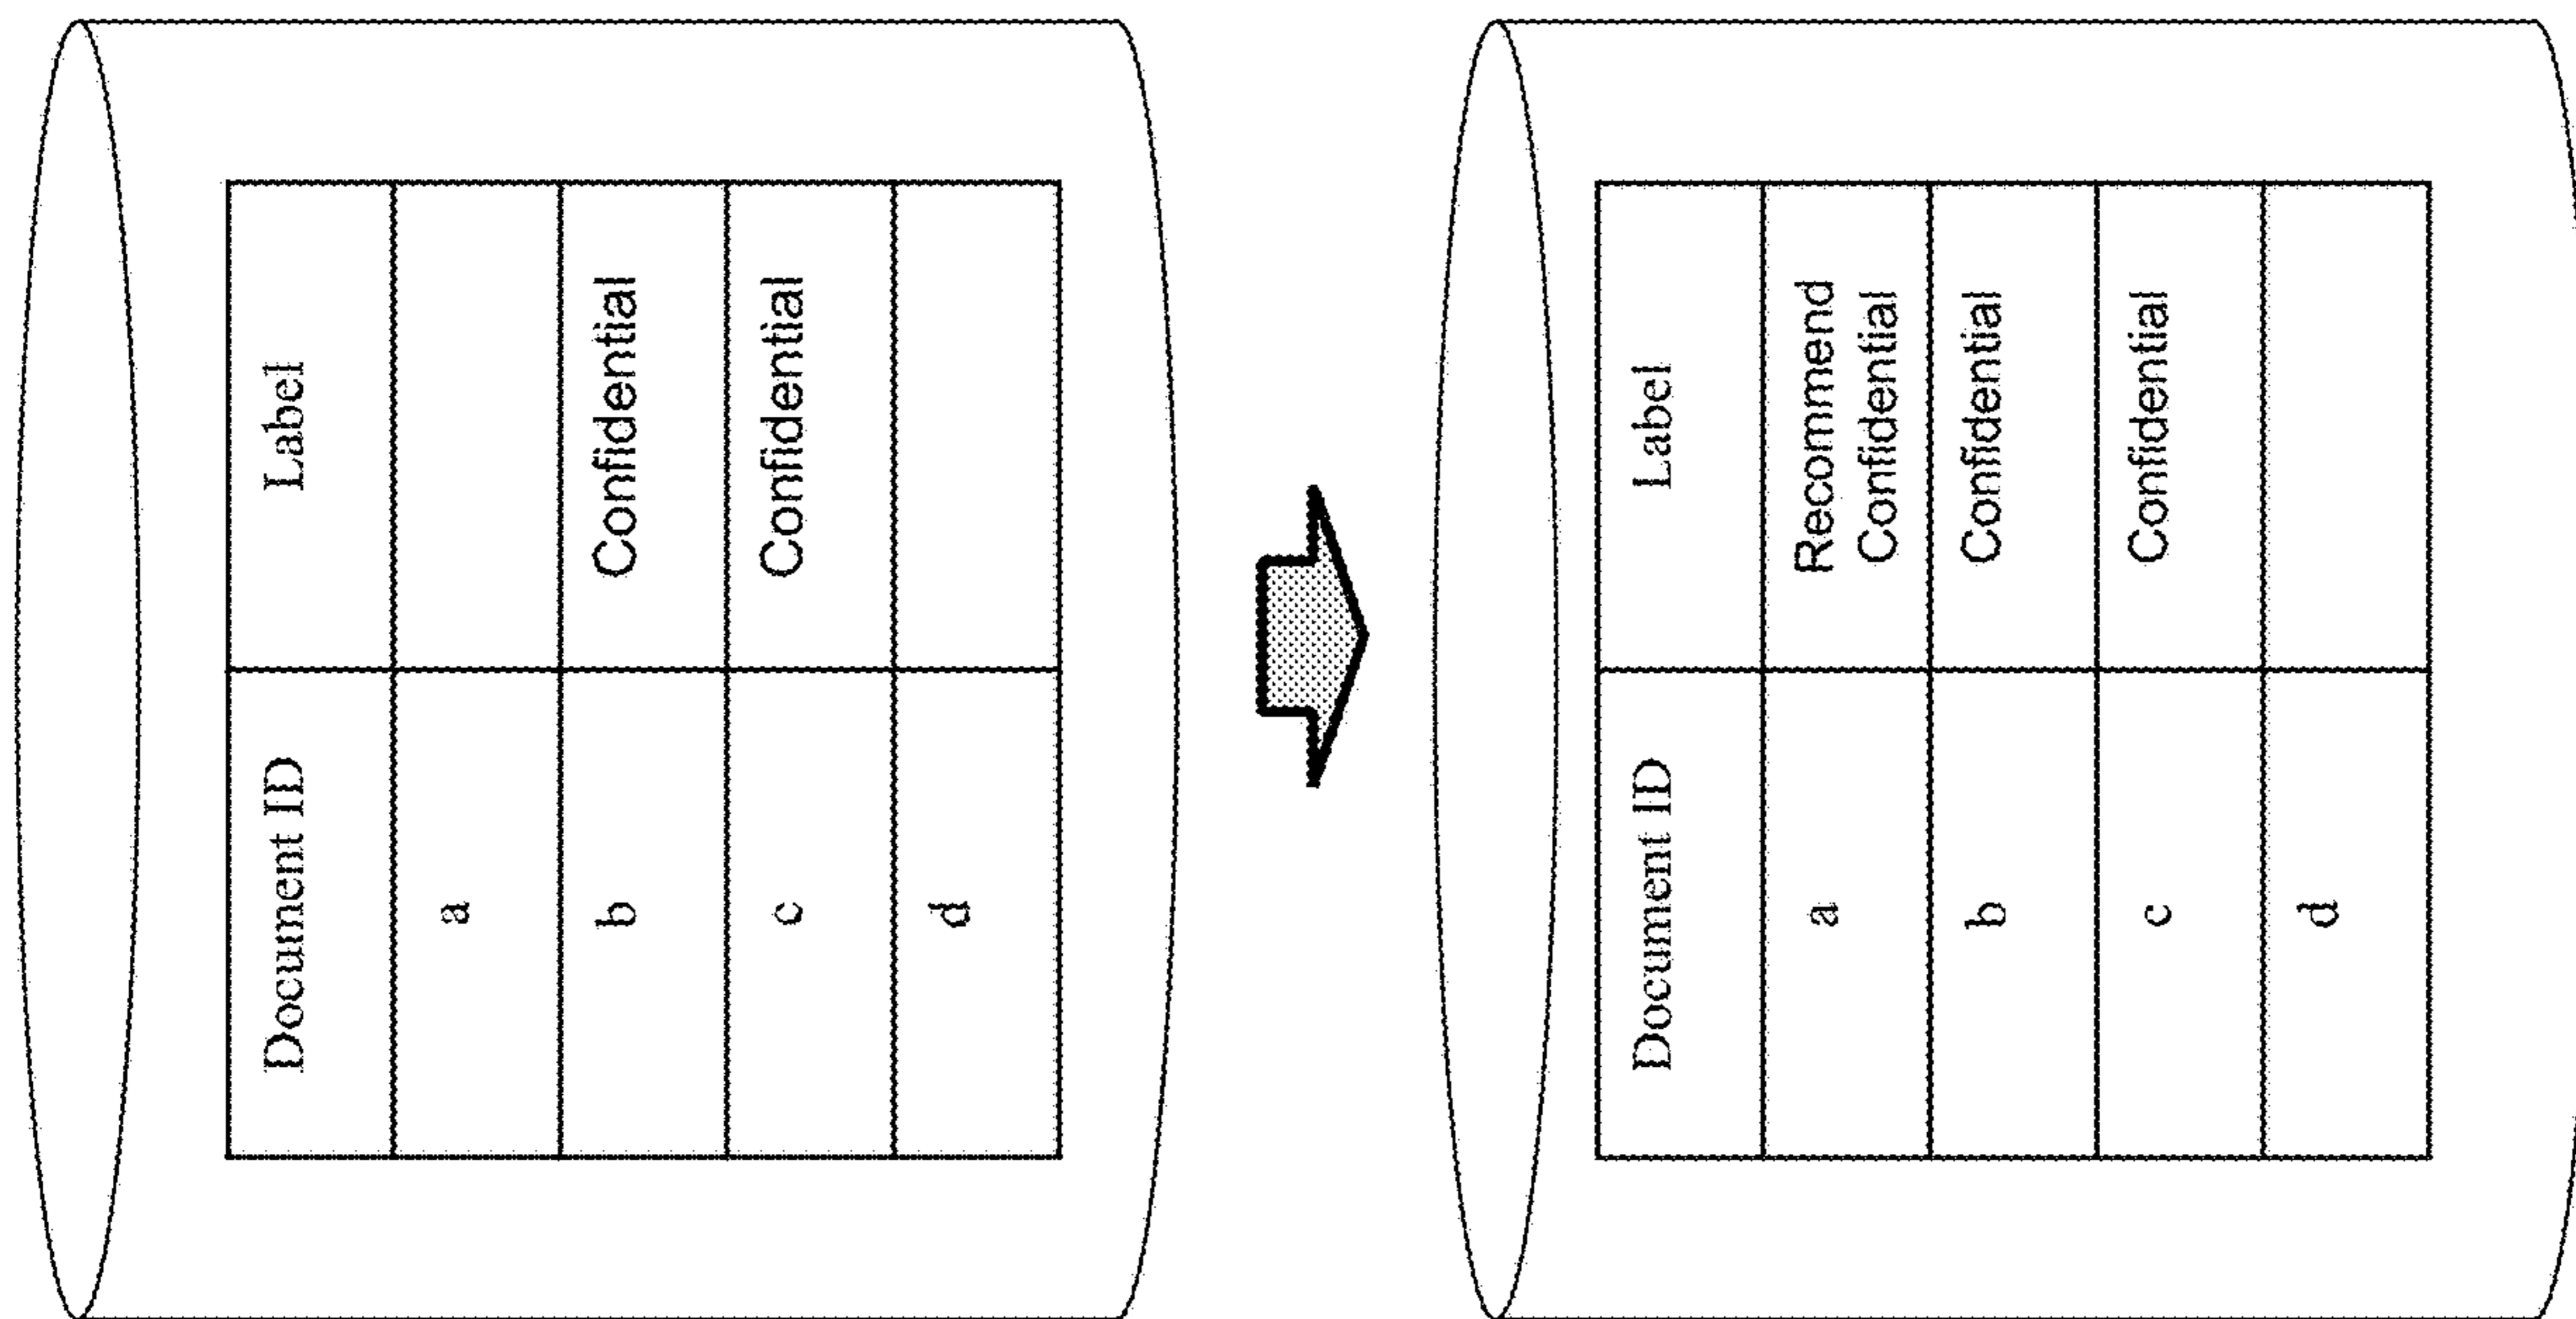 Document ID Label
a
b Confidential
c Confidential
d
Document ID Label
a Recommend
Confidential
b Confidential
c Confidential
d